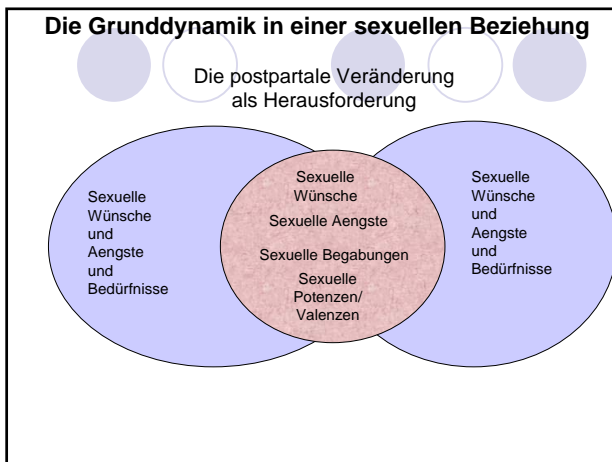 Die Grunddynamik in einer sexuellen Beziehung
Die postpartale Veränderung
als Herausforderung
Sexuelle
Wünsche
und
Aengste
und
Bedürfnisse
Sexuelle
Wünsche
Sexuelle Aengste
Sexuelle Begabungen
Sexuelle
Potenzen/
Valenzen
Sexuelle
Wünsche
und
Aengste
und
Bedürfnisse